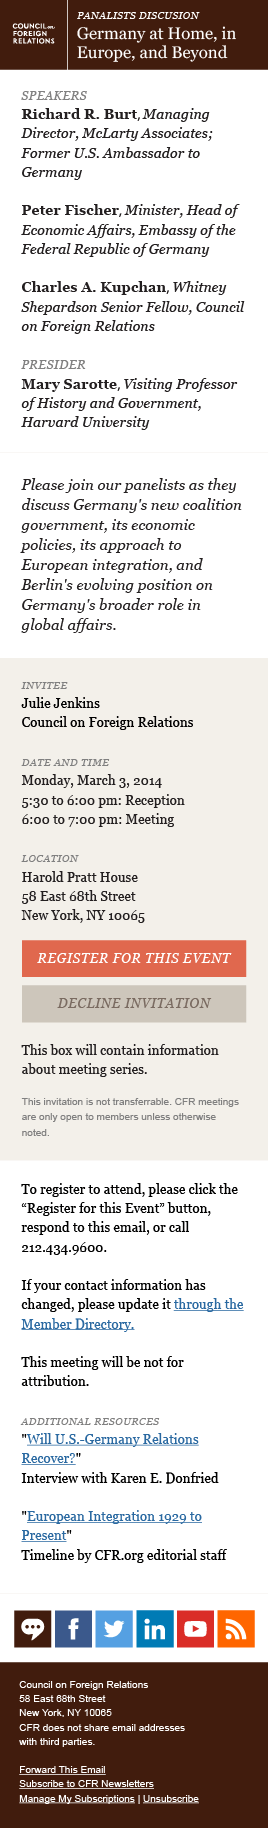 COUNCIL on
FOREIGN
RELATIONS
PANALISTS DISCUSION
Germany at Home, in
Europe, and Beyond
SPEAKERS
Richard R. Burt, Managing
Director, McLarty Associates;
Former U.S. Ambassador to
Germany
Peter Fischer, Minister, Head of
Economic Affairs, Embassy of the
Federal Republic of Germany
Charles A. Kupchan, Whitney
Shepardson Senior Fellow, Council
on Foreign Relations
PRESIDER
Mary Sarotte, Visiting Professor
of History and Government,
Harvard University
Please join our panelists as they
discuss Germany's new coalition
government, its economic
policies, its approach to
European integration, and
Berlin's evolving position on
Germany's broader role in
global affairs.
INVITEE
Julie Jenkins
Council on Foreign Relations
DATE AND TIME
Monday, March 3, 2014
5:30 to 6:00 pm: Reception
6:00 to 7:00 pm: Meeting
LOCATION
Harold Pratt House
58 East 68th Street
New York, NY 10065
REGISTER FOR THIS EVENT
DECLINE INVITATION
This box will contain information
about meeting series.
This invitation is not transferrable. CFR meetings
are only open to members unless otherwise
noted.
To register to attend, please click the
“Register for this Event” button,
respond to this email, or call
212.434.9600.
If your contact information has
changed, please update it through the
Member Directory.
This meeting will be not for
attribution.
ADDITIONAL RESOURCES
"Will U.S.-Germany Relations
Recover?"
Interview with Karen E. Donfried
"European Integration 1929 to
Present"
Timeline by CFR.org editorial staff
Council on Foreign Relations
58 East 68th Street
New York, NY 10065
CFR does not share email addresses
with third parties.
Forward This Email
Subscribe to CFR Newsletters
Manage My Subscriptions | Unsubscribe